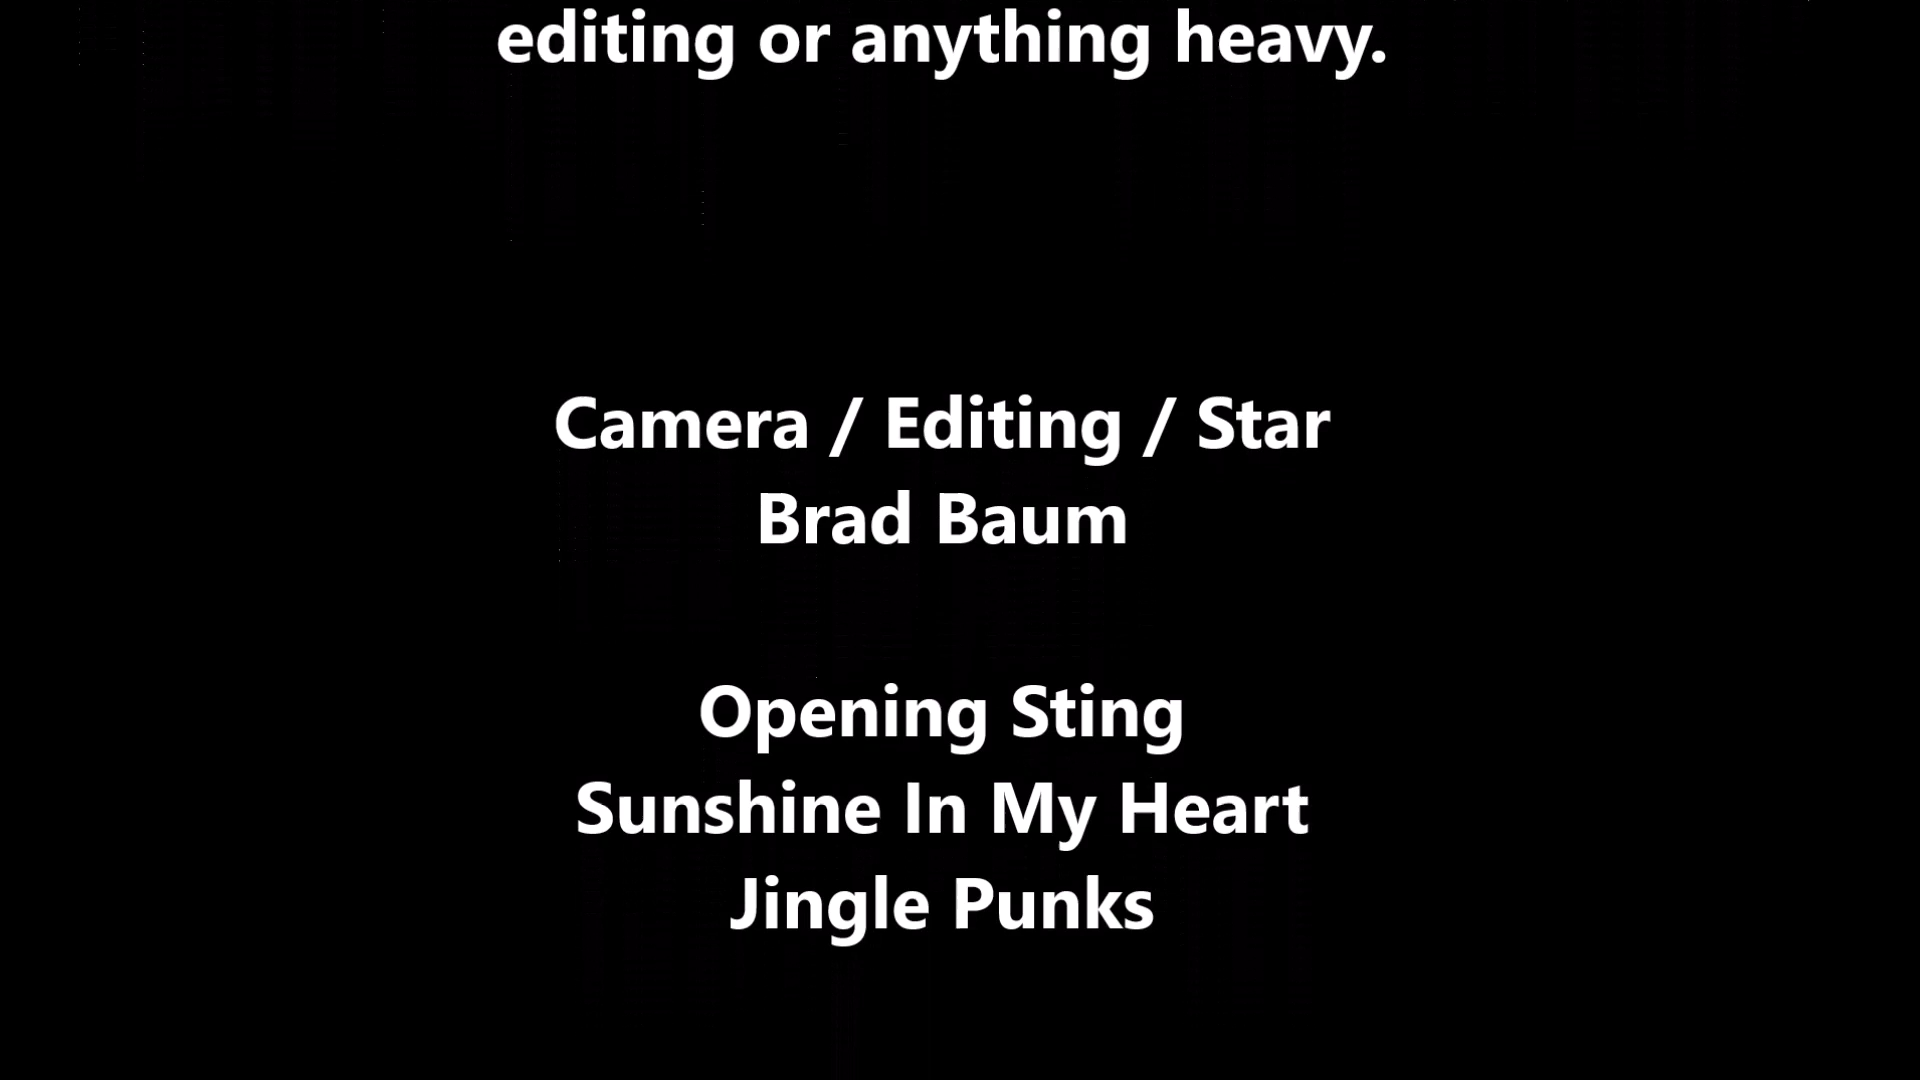 editing or anything heavy.
Camera / Editing / Star
Brad Baum
Opening Sting
Sunshine In My Heart
Jingle Punks